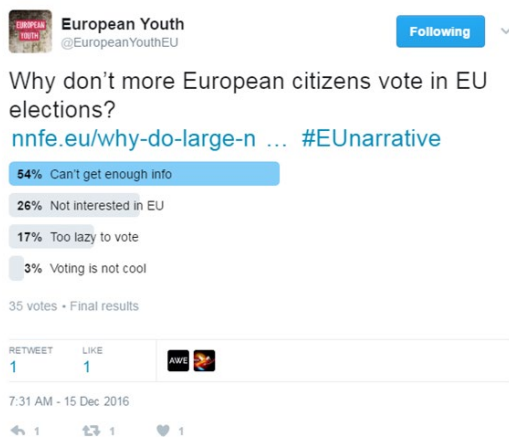 EUROPEAN
YOUTH
European Youth
@EuropeanYouthEU
Following
Why don't more European citizens vote in EU
elections?
nnfe.eu/why-do-large-n … #EUnarrative
54% Can't get enough info
26% Not interested in EU
17% Too lazy to vote
3% Voting is not cool
35 votes • Final results
RETWEET
1
LIKE
1
AWE
7:31 AM - 15 Dec 2016
1
1
1